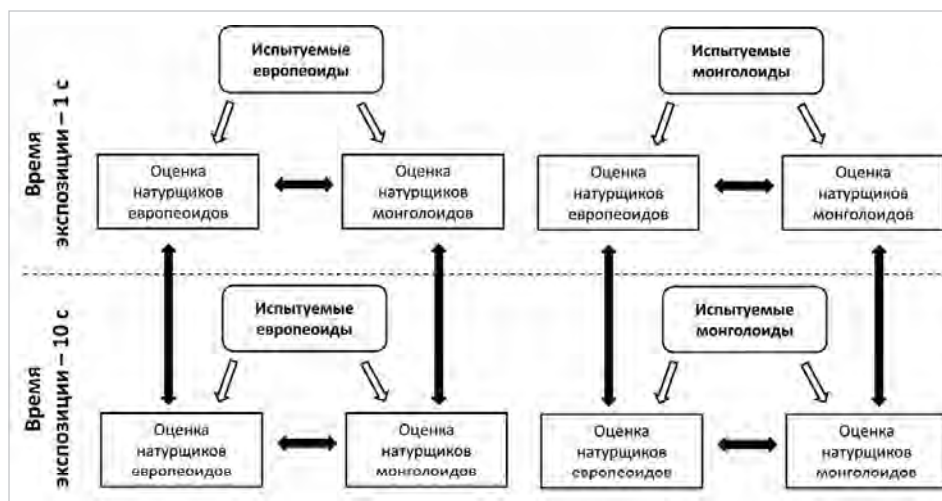 Время
экспозиции – 1 с
Испытуемые
европеоиды
Испытуемые
монголоиды
Оценка
натурщиков
европеоидов
Оценка
натурщиков
монголоидов
Оценка
натурщиков
европеоидов
Оценка
натурщиков
монголоидов
Время
экспозиции – 10 с
Испытуемые
европеоиды
Испытуемые
монголоиды
Оценка
натурщиков
европеоидов
Оценка
натурщиков
монголоидов
Оценка
натурщиков
европеоидов
Оценка
натурщиков
монголоидов